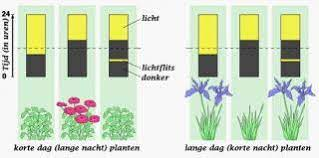 24
Tijd (in uren)
0
licht
lichtflits
donker
korte dag (lange nacht) planten
lange dag (korte nacht) planten